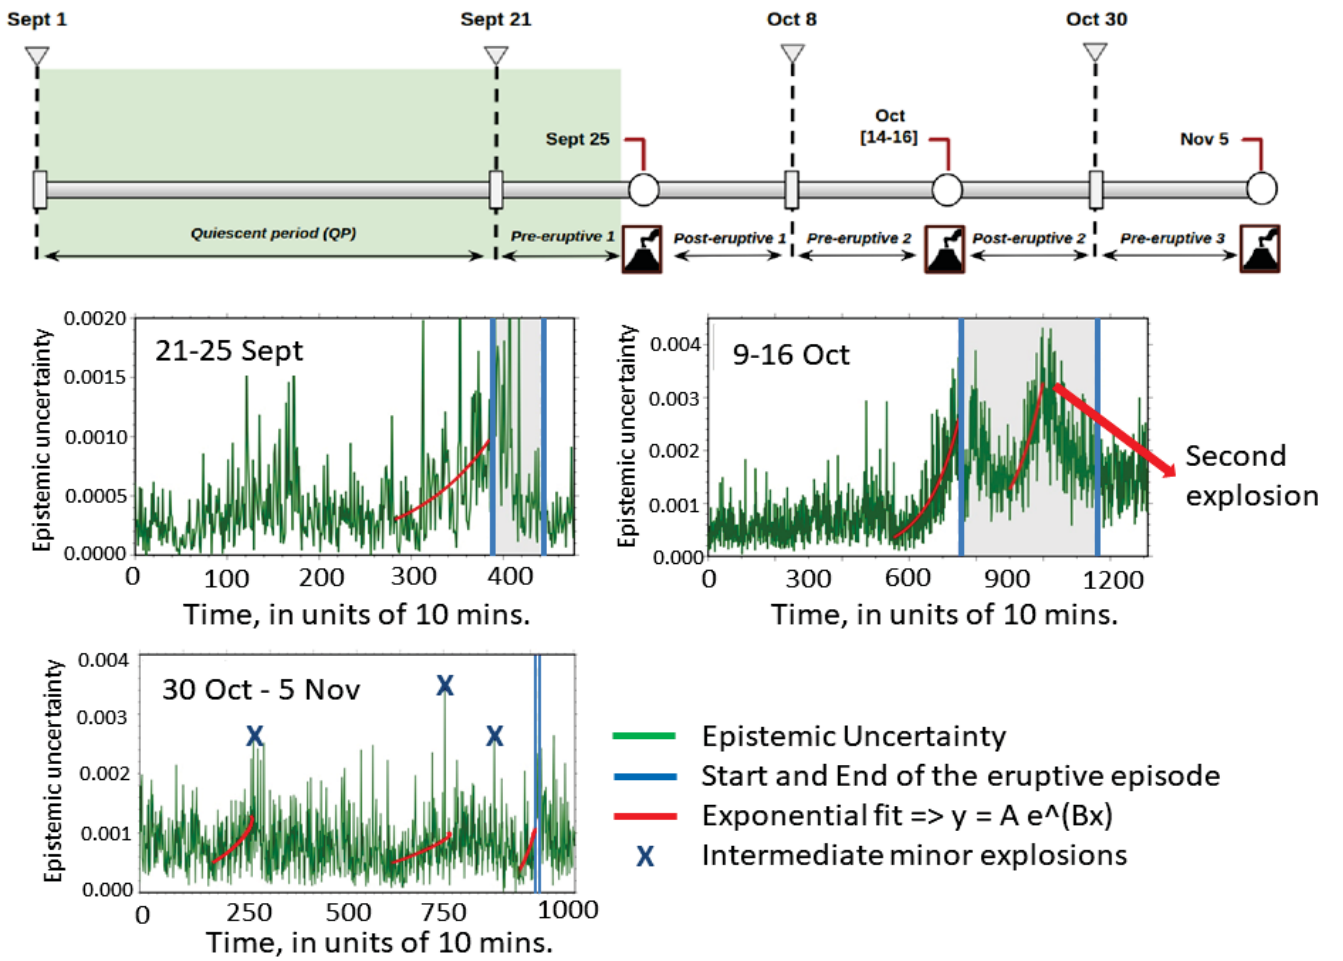 Sept 1
Sept 21
Oct 8
Oct 30
Sept 25
Oct
[14-16]
Nov 5
Quiescent period (QP)
Pre-eruptive 1
Post-eruptive 1
Pre-eruptive 2
Post-eruptive 2
Pre-eruptive 3
Epistemic uncertainty
0.0020
0.0015
0.0010
0.0005
0.0000
21-25 Sept
0
100
200
300
400
Time, in units of 10 mins.
Epistemic uncertainty
0.004
0.003
0.002
0.001
0.000
9-16 Oct
0
300
600
900
1200
Time, in units of 10 mins.
Second
explosion
Epistemic uncertainty
0.004
0.003
0.002
0.001
0.000
30 Oct - 5 Nov
X
X
X
0
250
500
750
1000
Time, in units of 10 mins.
Epistemic Uncertainty
Start and End of the eruptive episode
Exponential fit => y = A e^(Bx)
X Intermediate minor explosions